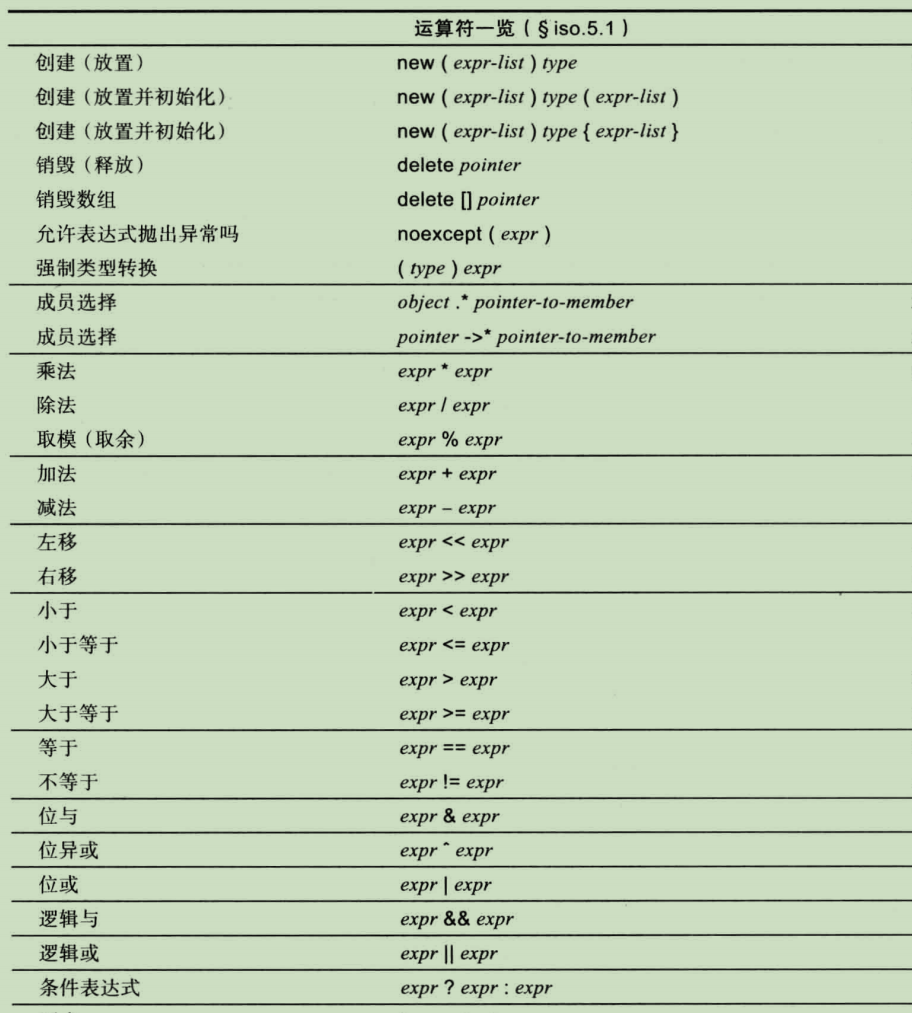 运算符一览（§iso.5.1）
创建（放置） new ( expr-list ) type
创建（放置并初始化） new ( expr-list ) type ( expr-list )
创建（放置并初始化） new ( expr-list ) type { expr-list }
销毁（释放） delete pointer
销毁数组 delete [] pointer
允许表达式抛出异常吗 noexcept ( expr )
强制类型转换 ( type ) expr
成员选择 object .* pointer-to-member
成员选择 pointer ->* pointer-to-member
乘法 expr * expr
除法 expr / expr
取模（取余） expr % expr
加法 expr + expr
减法 expr – expr
左移 expr << expr
右移 expr >> expr
小于 expr < expr
小于等于 expr <= expr
大于 expr > expr
大于等于 expr >= expr
等于 expr == expr
不等于 expr != expr
位与 expr & expr
位异或 expr ^ expr
位或 expr | expr
逻辑与 expr && expr
逻辑或 expr || expr
条件表达式 expr ? expr : expr